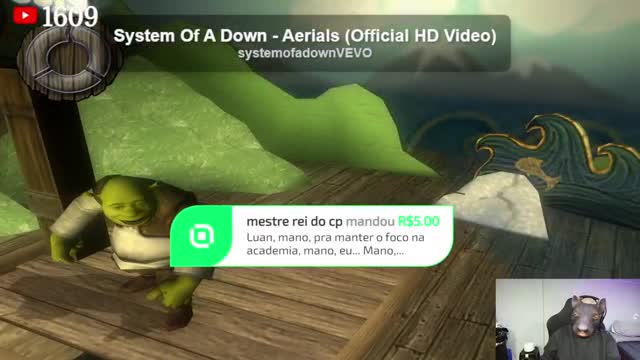 1609
System Of A Down - Aerials (Official HD Video)
systemofadownVEVO
mestre rei do cp mandou R$5.00
Luan, mano, pra manter o foco na
academia, mano, eu... Mano,...